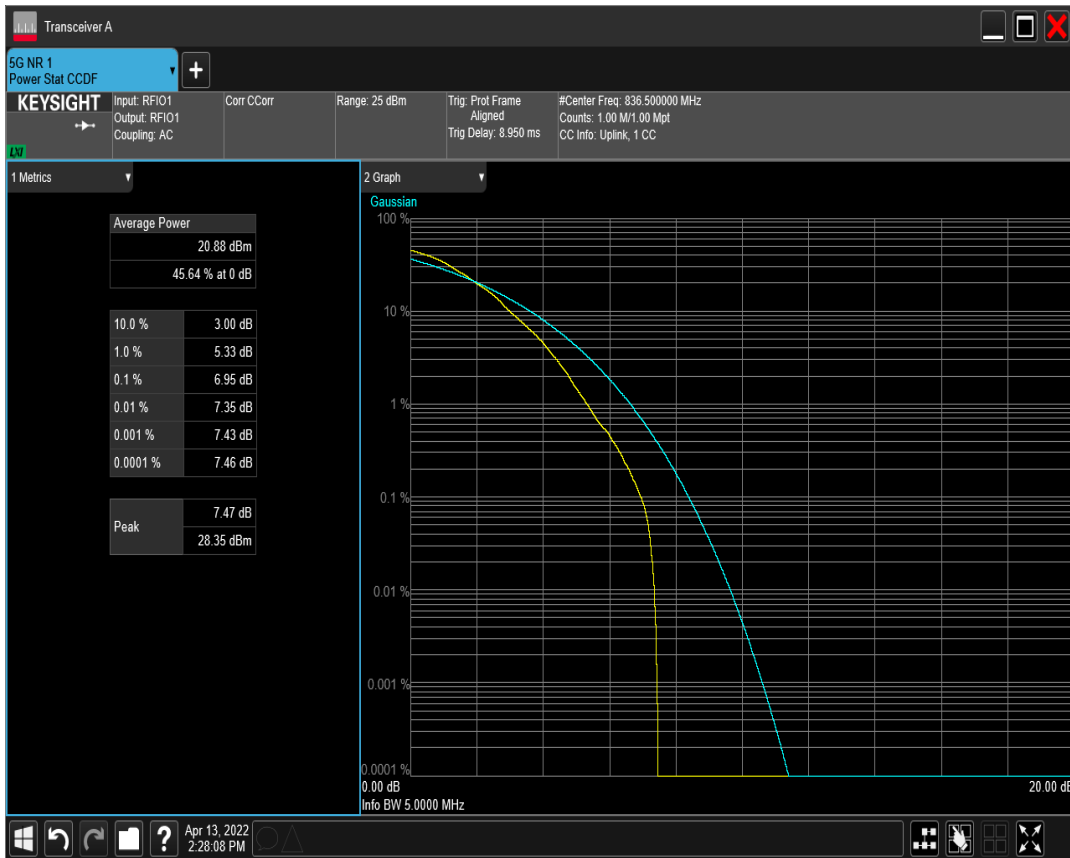 Transceiver A
5G NR 1
Power Stat CCDF
+
KEYSIGHT
LXI
Input: RFIO1
Output: RFIO1
Coupling: AC
Corr CCorr
Range: 25 dBm
Trig: Prot Frame
Aligned
Trig Delay: 8.950 ms
#Center Freq: 836.500000 MHz
Counts: 1.00 M/1.00 Mpt
CC Info: Uplink, 1 CC
1 Metrics
Average Power
20.88 dBm
45.64 % at 0 dB
10.0 % 3.00 dB
1.0 % 5.33 dB
0.1 % 6.95 dB
0.01 % 7.35 dB
0.001 % 7.43 dB
0.0001 % 7.46 dB
Peak 7.47 dB
28.35 dBm
2 Graph
Gaussian
100 %
10 %
1 %
0.1 %
0.01 %
0.001 %
0.0001 %
0.00 dB 20.00 dB
Info BW 5.0000 MHz
? Apr 13, 2022
2:28:08 PM